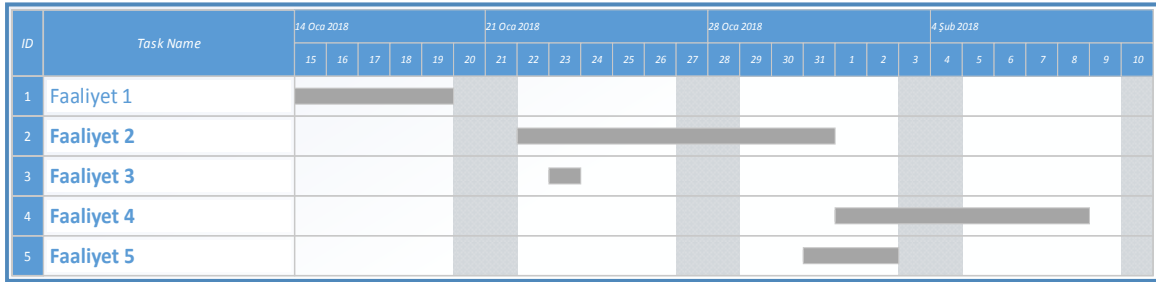 ID Task Name 14 Oca 2018 21 Oca 2018 28 Oca 2018 4 Şub 2018
15 16 17 18 19 20 21 22 23 24 25 26 27 28 29 30 31 1 2 3 4 5 6 7 8 9 10
1 Faaliyet 1
2 Faaliyet 2
3 Faaliyet 3
4 Faaliyet 4
5 Faaliyet 5